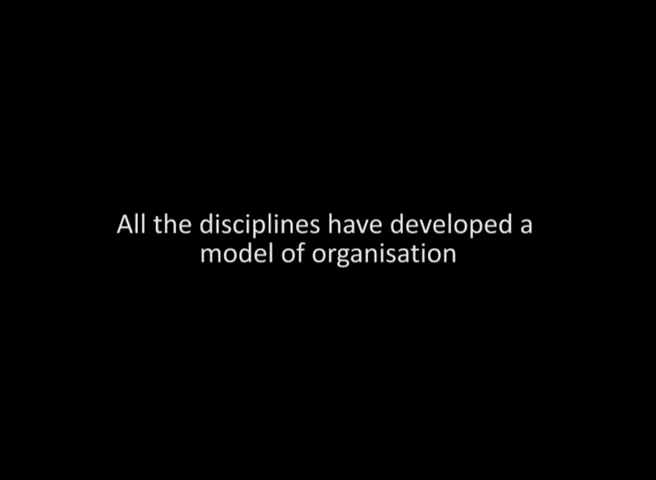 All the disciplines have developed a
model of organisation